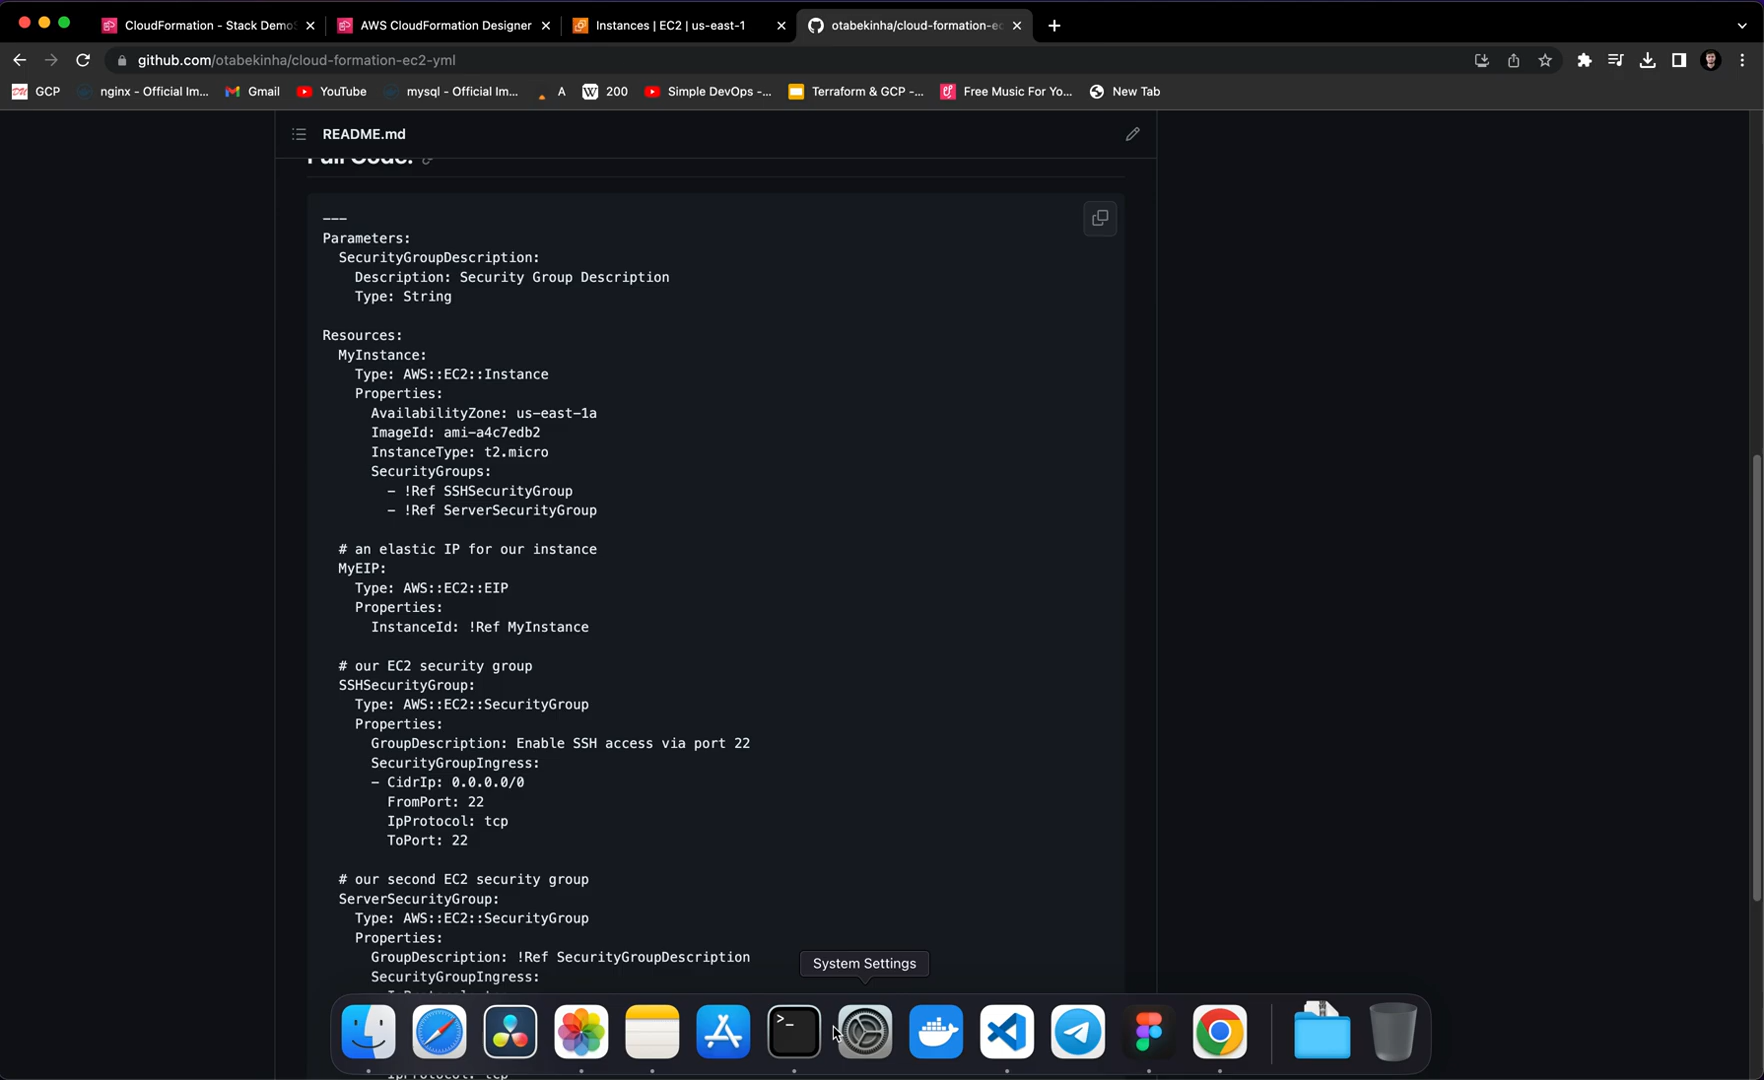 CloudFormation - Stack Demo
AWS CloudFormation Designer
Instances | EC2 | us-east-1
otabekinha/cloud-formation-ec
github.com/otabekinha/cloud-formation-ec2-yml
GCP
nginx - Official Im...
Gmail
YouTube
mysql - Official Im...
A
200
Simple DevOps -...
Terraform & GCP -...
Free Music For Yo...
New Tab
README.md
Full Code:
---
Parameters:
SecurityGroupDescription:
Description: Security Group Description
Type: String
Resources:
MyInstance:
Type: AWS::EC2::Instance
Properties:
AvailabilityZone: us-east-1a
ImageId: ami-a4c7edb2
InstanceType: t2.micro
SecurityGroups:
- !Ref SSHSecurityGroup
- !Ref ServerSecurityGroup
# an elastic IP for our instance
MyEIP:
Type: AWS::EC2::EIP
Properties:
InstanceId: !Ref MyInstance
# our EC2 security group
SSHSecurityGroup:
Type: AWS::EC2::SecurityGroup
Properties:
GroupDescription: Enable SSH access via port 22
SecurityGroupIngress:
- CidrIp: 0.0.0.0/0
FromPort: 22
IpProtocol: tcp
ToPort: 22
# our second EC2 security group
ServerSecurityGroup:
Type: AWS::EC2::SecurityGroup
Properties:
GroupDescription: !Ref SecurityGroupDescription
SecurityGroupIngress:
System Settings
IpProtocol: tcp